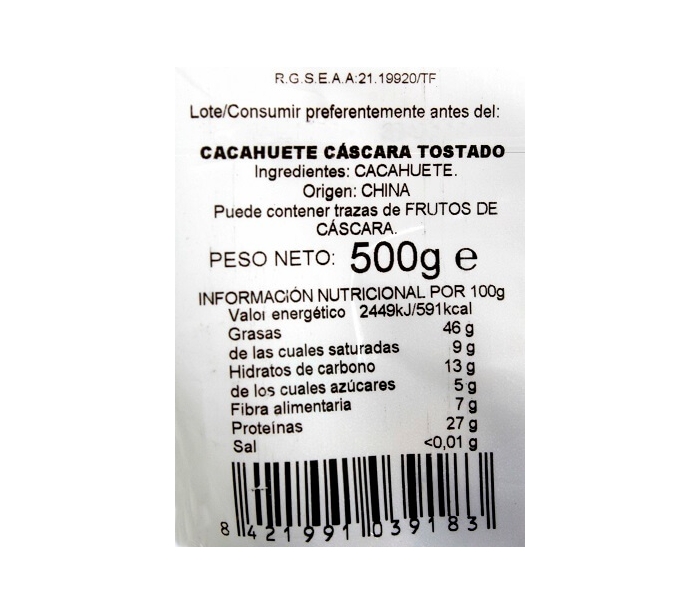 R.G.S.E.A.A:21.19920/TF
Lote/Consumir preferentemente antes del:
CACAHUETE CÁSCARA TOSTADO
Ingredientes: CACAHUETE.
Origen: CHINA
Puede contener trazas de FRUTOS DE
CÁSCARA.
PESO NETO: 500g e
INFORMACIÓN NUTRICIONAL POR 100g
Valor energético 2449kJ/591kcal
Grasas 46 g
de las cuales saturadas 9 g
Hidratos de carbono 13 g
de los cuales azúcares 5 g
Fibra alimentaria 7 g
Proteínas 27 g
Sal <0,01 g
8 421991 039183